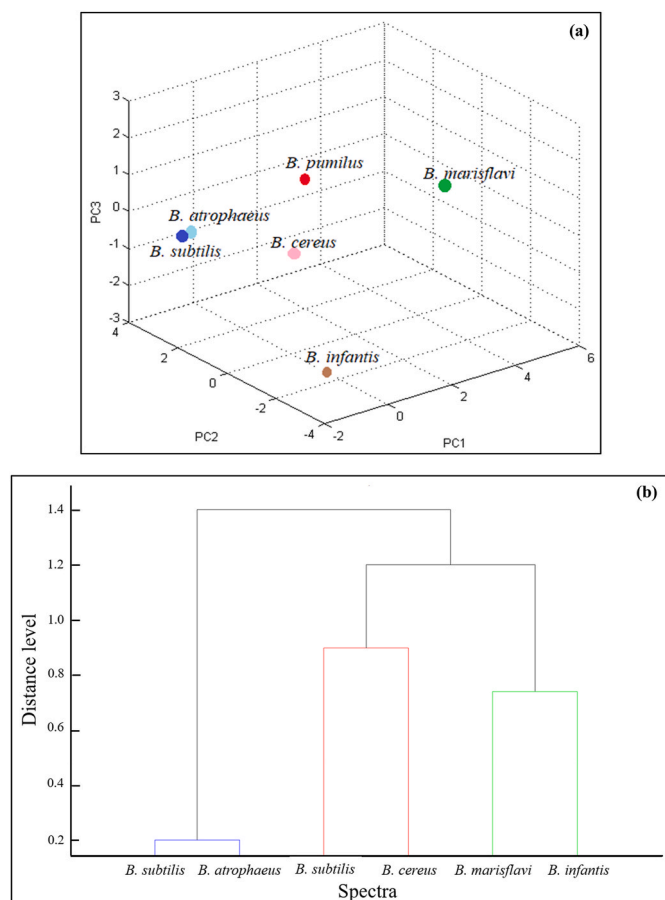 (a)
3
2
1
0
-1
-2
-3
PC3
B. pumilus
B. marisflavi
B. atrophaeus
B. subtilis
B. cereus
B. infantis
4
2
0
-2
-4
PC2
-2
0
2
4
6
PC1
(b)
1.4
1.2
1.0
0.8
0.6
0.4
0.2
Distance level
B. subtilis B. atrophaeus B. subtilis B. cereus B. marisflavi B. infantis
Spectra